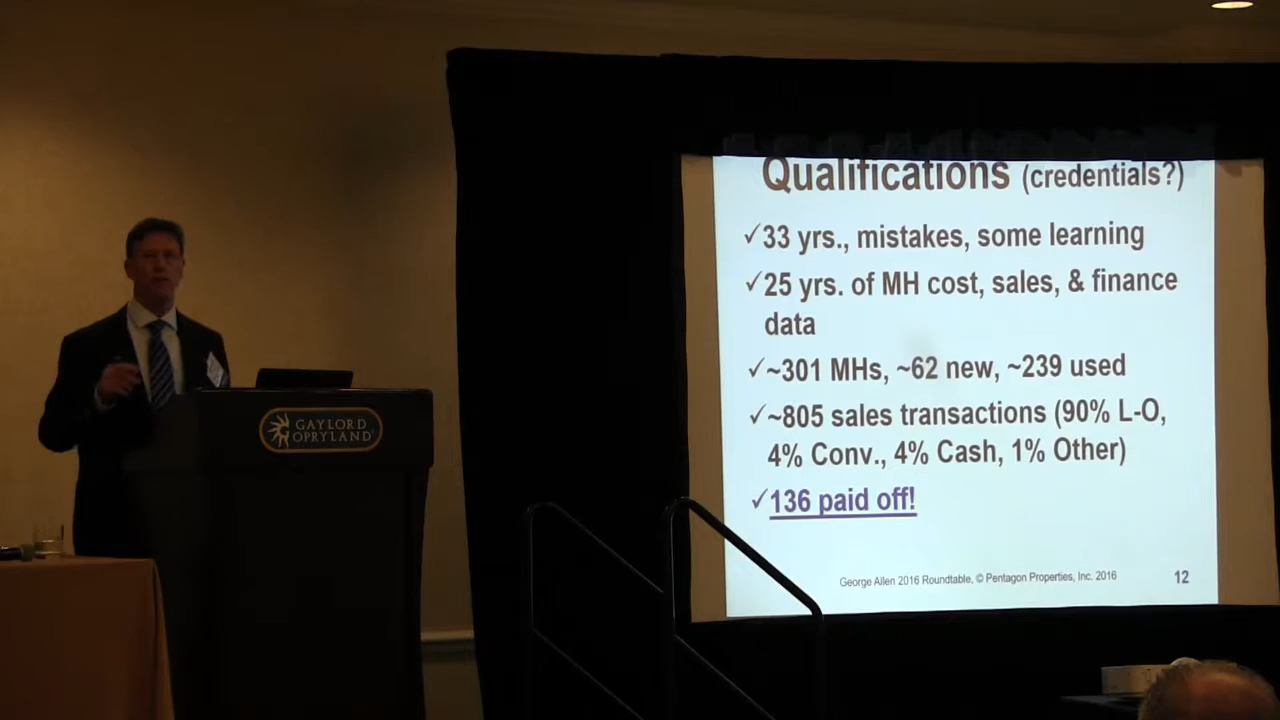 Qualifications (credentials?)
✓33 yrs., mistakes, some learning
✓25 yrs. of MH cost, sales, & finance
data
✓~301 MHs, ~62 new, ~239 used
✓~805 sales transactions (90% L-O,
4% Conv., 4% Cash, 1% Other)
✓136 paid off!
George Allen 2016 Roundtable, © Pentagon Properties, Inc. 2016
12
GAYLORD
OPRYLAND